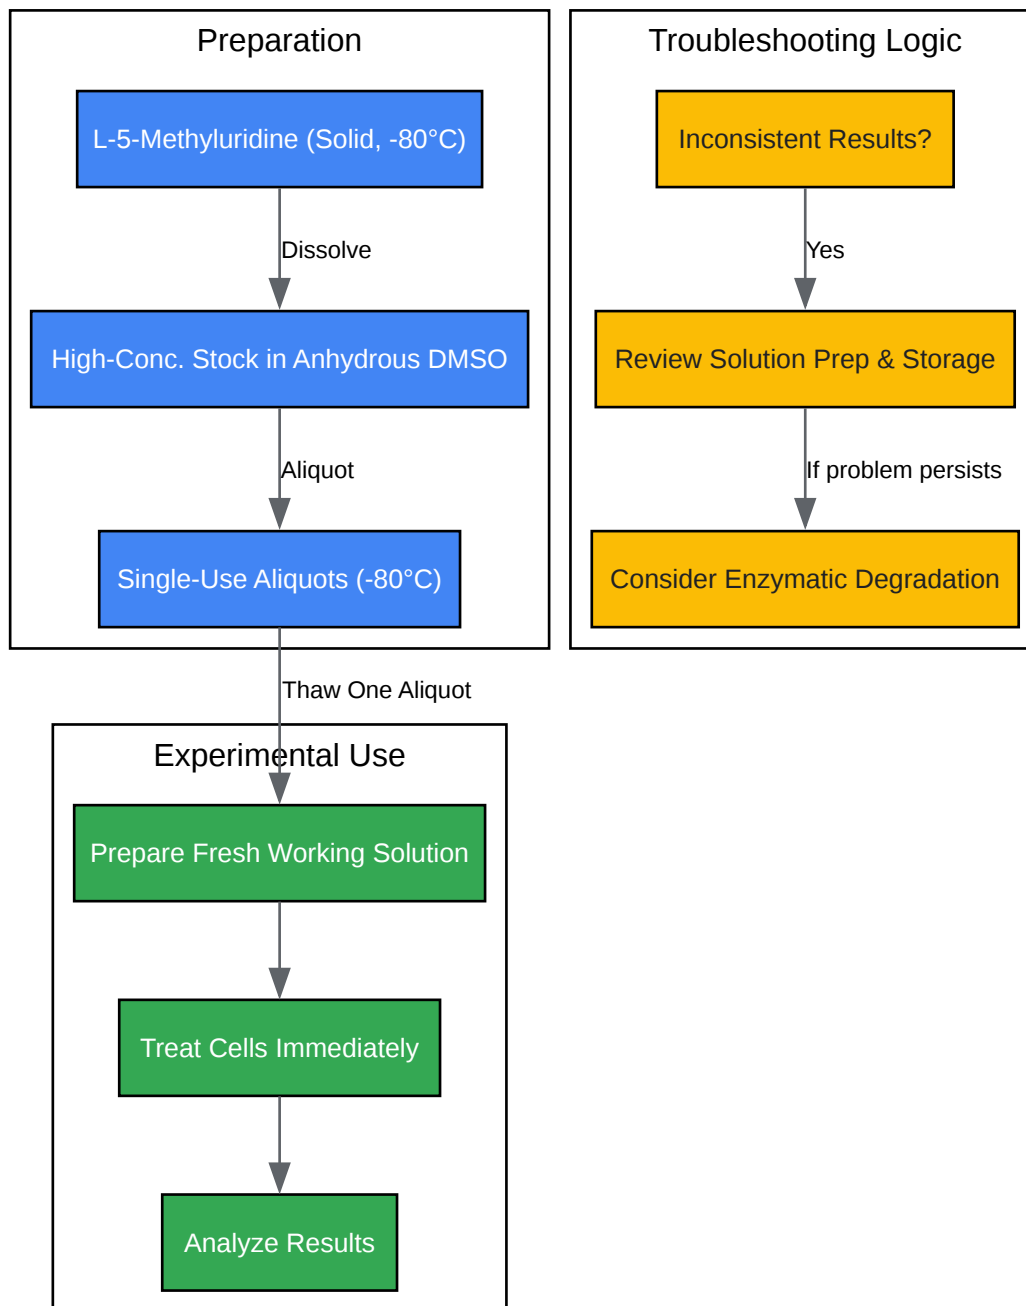 Preparation
L-5-Methyluridine (Solid, -80°C)
Dissolve
High-Conc. Stock in Anhydrous DMSO
Aliquot
Single-Use Aliquots (-80°C)
Thaw One Aliquot
Experimental Use
Prepare Fresh Working Solution
Treat Cells Immediately
Analyze Results
Troubleshooting Logic
Inconsistent Results?
Yes
Review Solution Prep & Storage
If problem persists
Consider Enzymatic Degradation